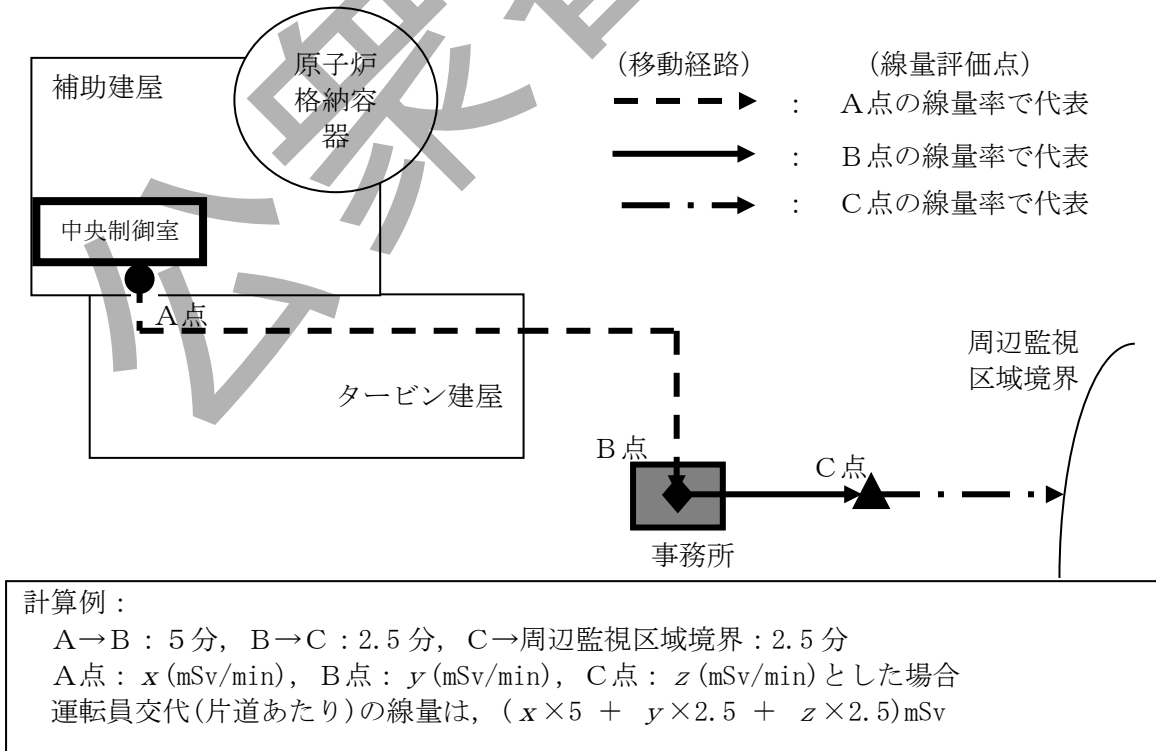 補助建屋
原子炉
格納容
器
(移動経路) (線量評価点)
: A点の線量率で代表
: B点の線量率で代表
: C点の線量率で代表
中央制御室
A点
タービン建屋
周辺監視
区域境界
B点
C点
事務所
計算例:
A→B:5分, B→C:2.5分, C→周辺監視区域境界:2.5分
A点:x(mSv/min), B点:y(mSv/min), C点:z(mSv/min)とした場合
運転員交代(片道あたり)の線量は, (x×5 + y×2.5 + z×2.5)mSv